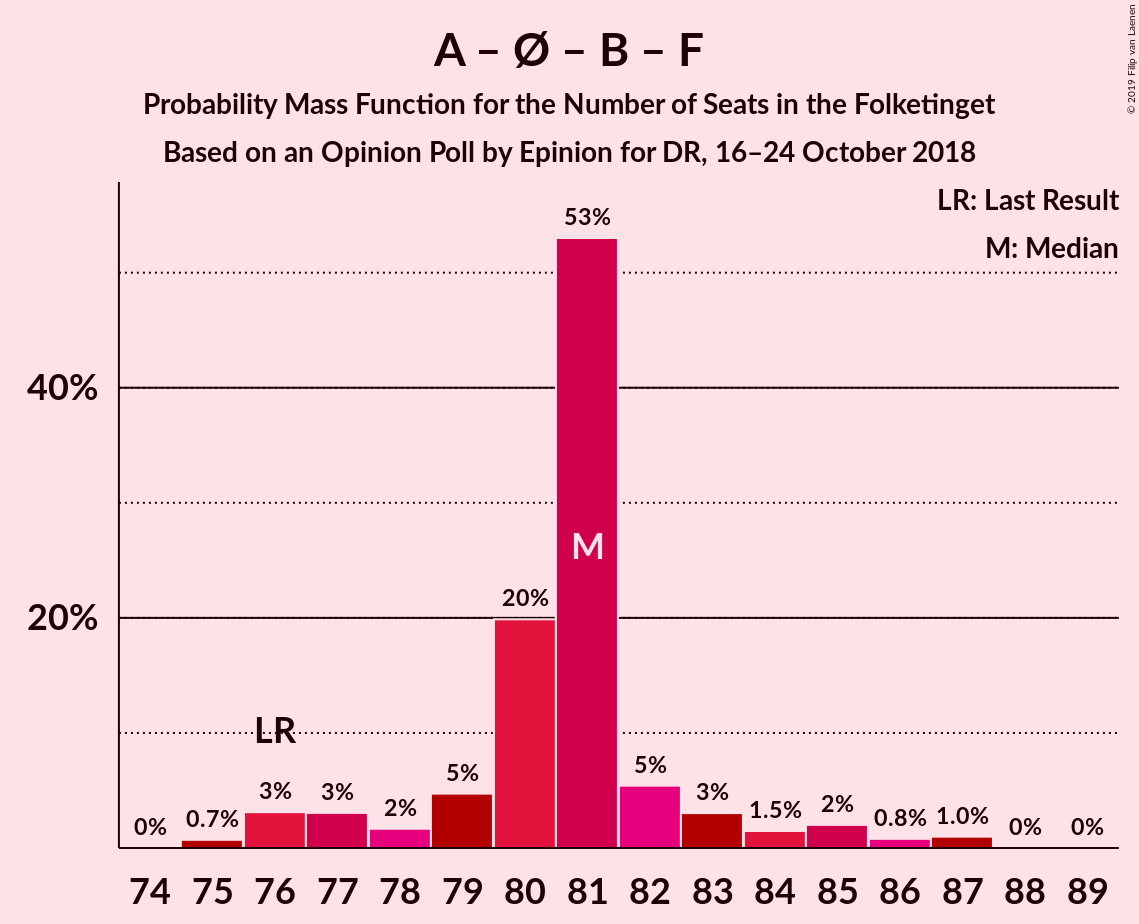 A – Ø – B – F
Probability Mass Function for the Number of Seats in the Folketinget
Based on an Opinion Poll by Epinion for DR, 16–24 October 2018
© 2019 Filip van Laenen
LR: Last Result
M: Median
40%
20%
0%
0.7%
3%
3%
2%
5%
20%
53%
5%
3%
1.5%
2%
0.8%
1.0%
0%
0%
LR
M
74 75 76 77 78 79 80 81 82 83 84 85 86 87 88 89